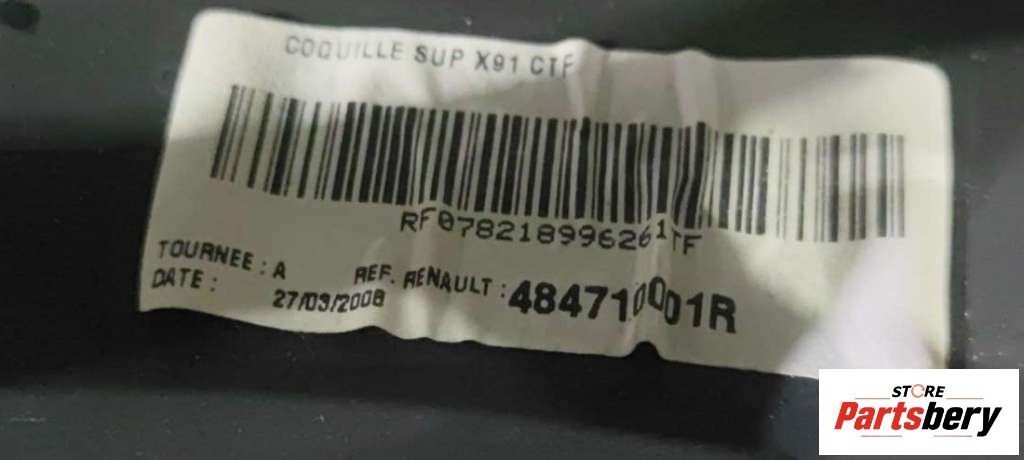 COQUILLE SUP X91 CTF
RF078218996261TF
TOURNEE : A
REF. RENAULT : 484710001R
DATE : 27/03/2008
STORE
Partsbery